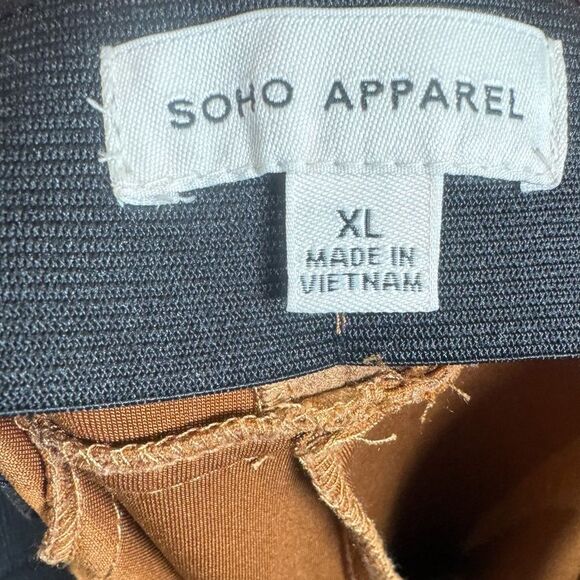 SOHO APPAREL
XL
MADE IN
VIETNAM